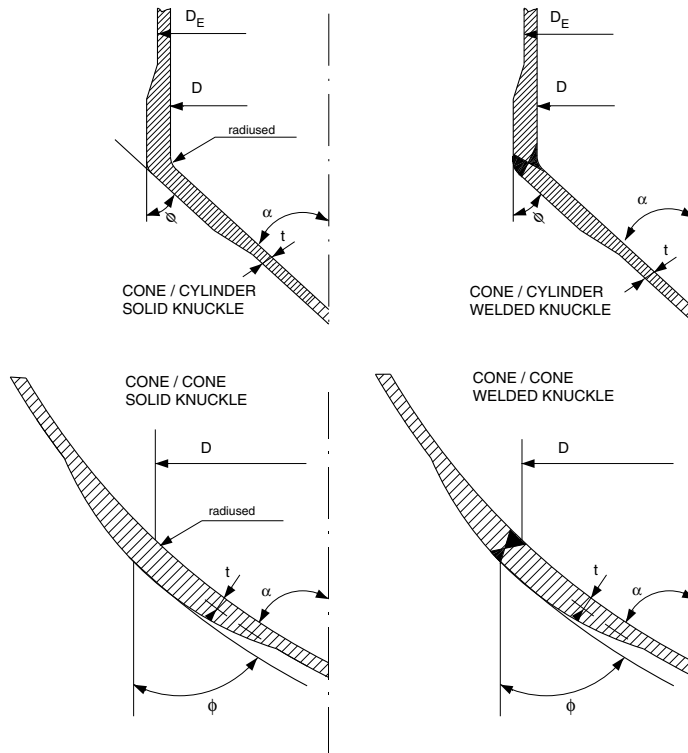 D_E
D
radiused
ϕ
α
t
CONE / CYLINDER
SOLID KNUCKLE
D_E
D
ϕ
α
t
CONE / CYLINDER
WELDED KNUCKLE
CONE / CONE
SOLID KNUCKLE
D
radiused
t
α
ϕ
CONE / CONE
WELDED KNUCKLE
D
t
α
ϕ